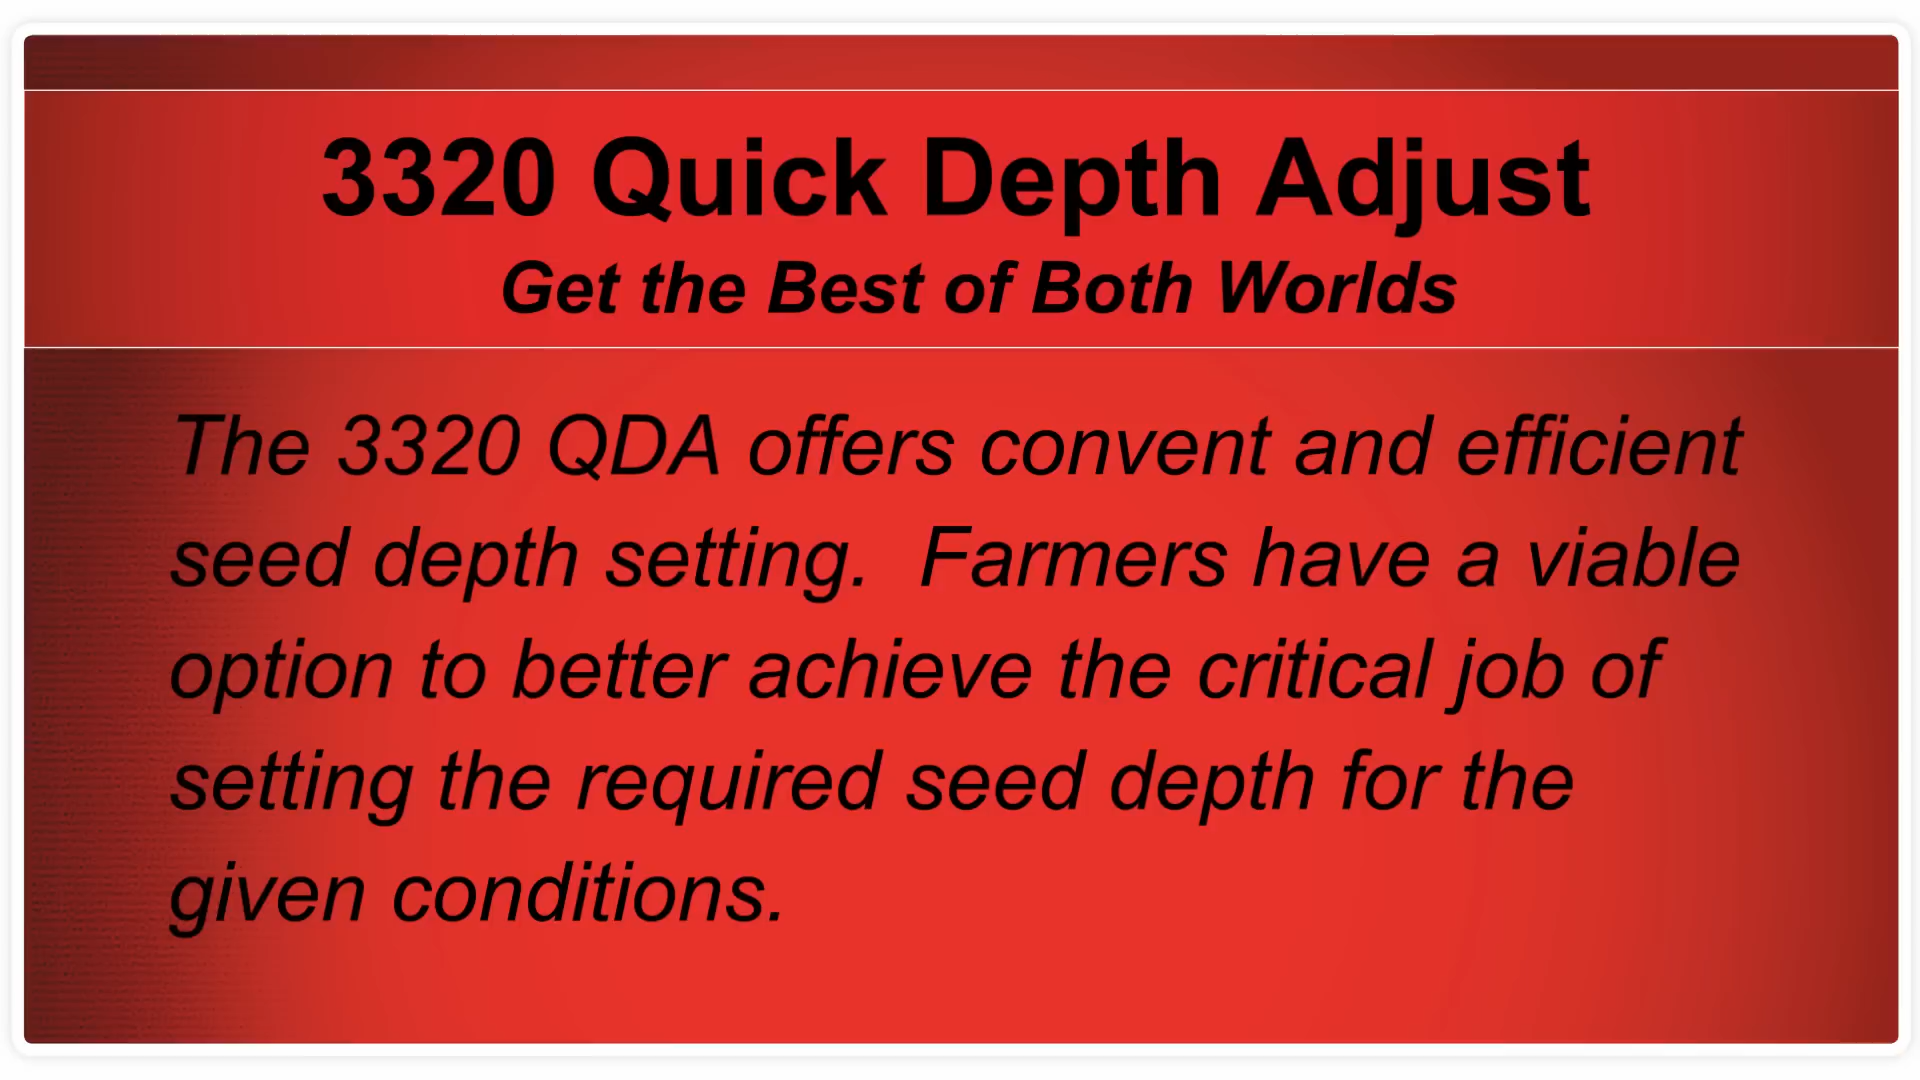 3320 Quick Depth Adjust
Get the Best of Both Worlds
The 3320 QDA offers convent and efficient
seed depth setting.  Farmers have a viable
option to better achieve the critical job of
setting the required seed depth for the
given conditions.